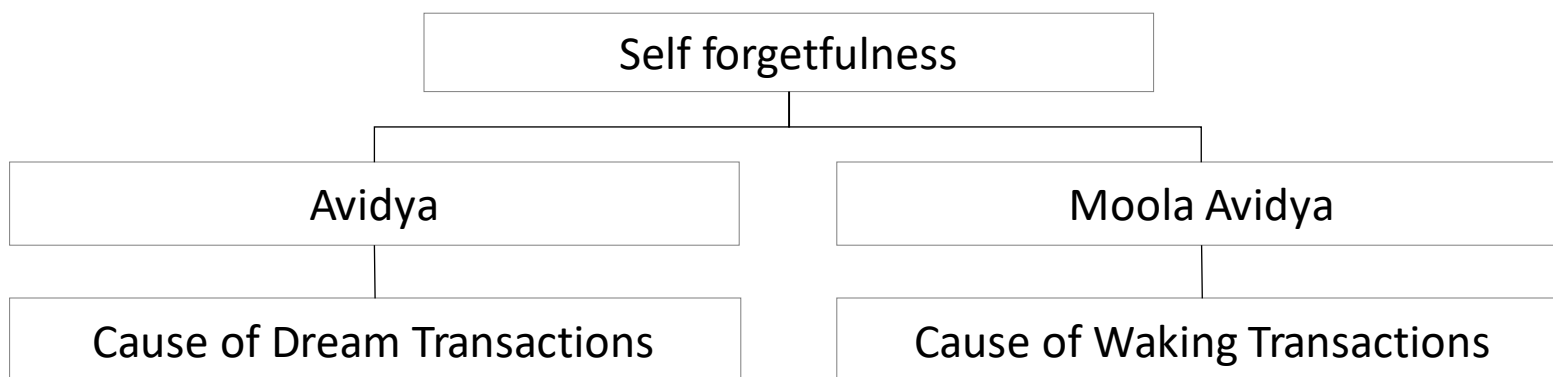 Self forgetfulness
Avidya
Moola Avidya
Cause of Dream Transactions
Cause of Waking Transactions